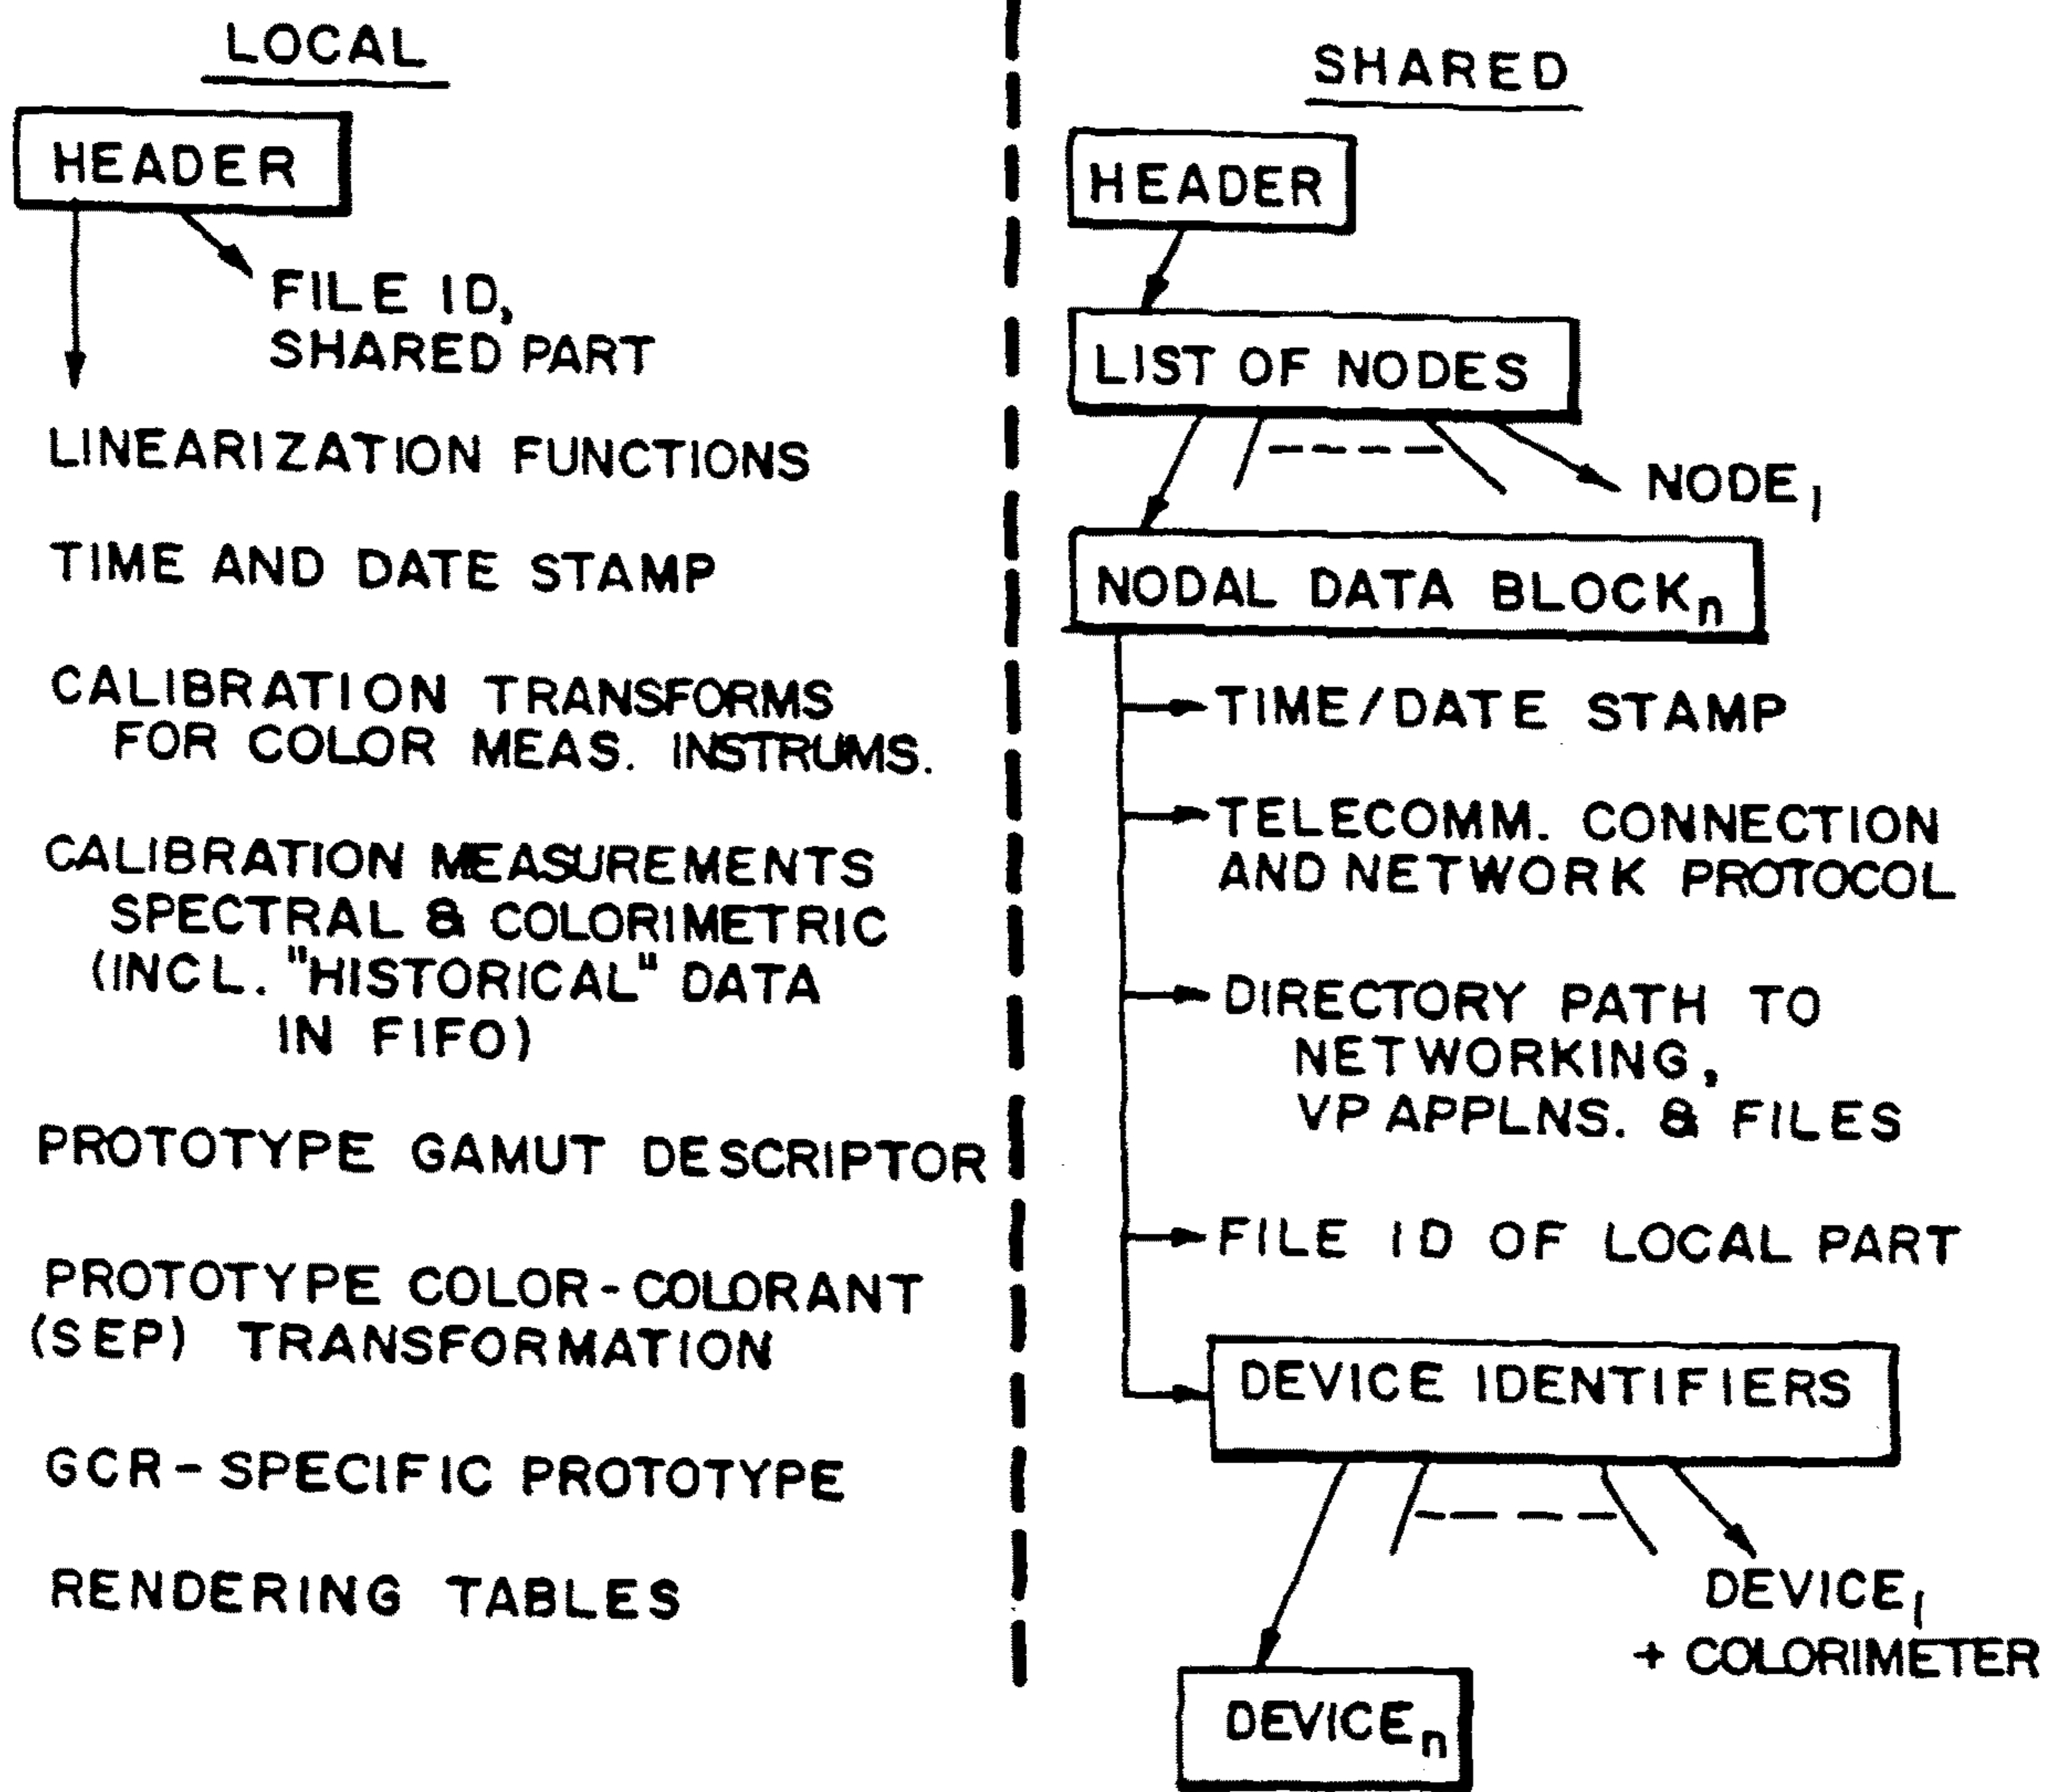 LOCAL
HEADER
FILE ID,
SHARED PART
LINEARIZATION FUNCTIONS
TIME AND DATE STAMP
CALIBRATION TRANSFORMS
FOR COLOR MEAS. INSTRUMS.
CALIBRATION MEASUREMENTS
SPECTRAL & COLORIMETRIC
(INCL. "HISTORICAL" DATA
IN FIFO)
PROTOTYPE GAMUT DESCRIPTOR
PROTOTYPE COLOR-COLORANT
(SEP) TRANSFORMATION
GCR-SPECIFIC PROTOTYPE
RENDERING TABLES
SHARED
HEADER
LIST OF NODES
NODE1
NODAL DATA BLOCKn
TIME/DATE STAMP
TELECOMM. CONNECTION
AND NETWORK PROTOCOL
DIRECTORY PATH TO
NETWORKING,
VP APPLNS. & FILES
FILE ID OF LOCAL PART
DEVICE IDENTIFIERS
DEVICE1
+ COLORIMETER
DEVICEn